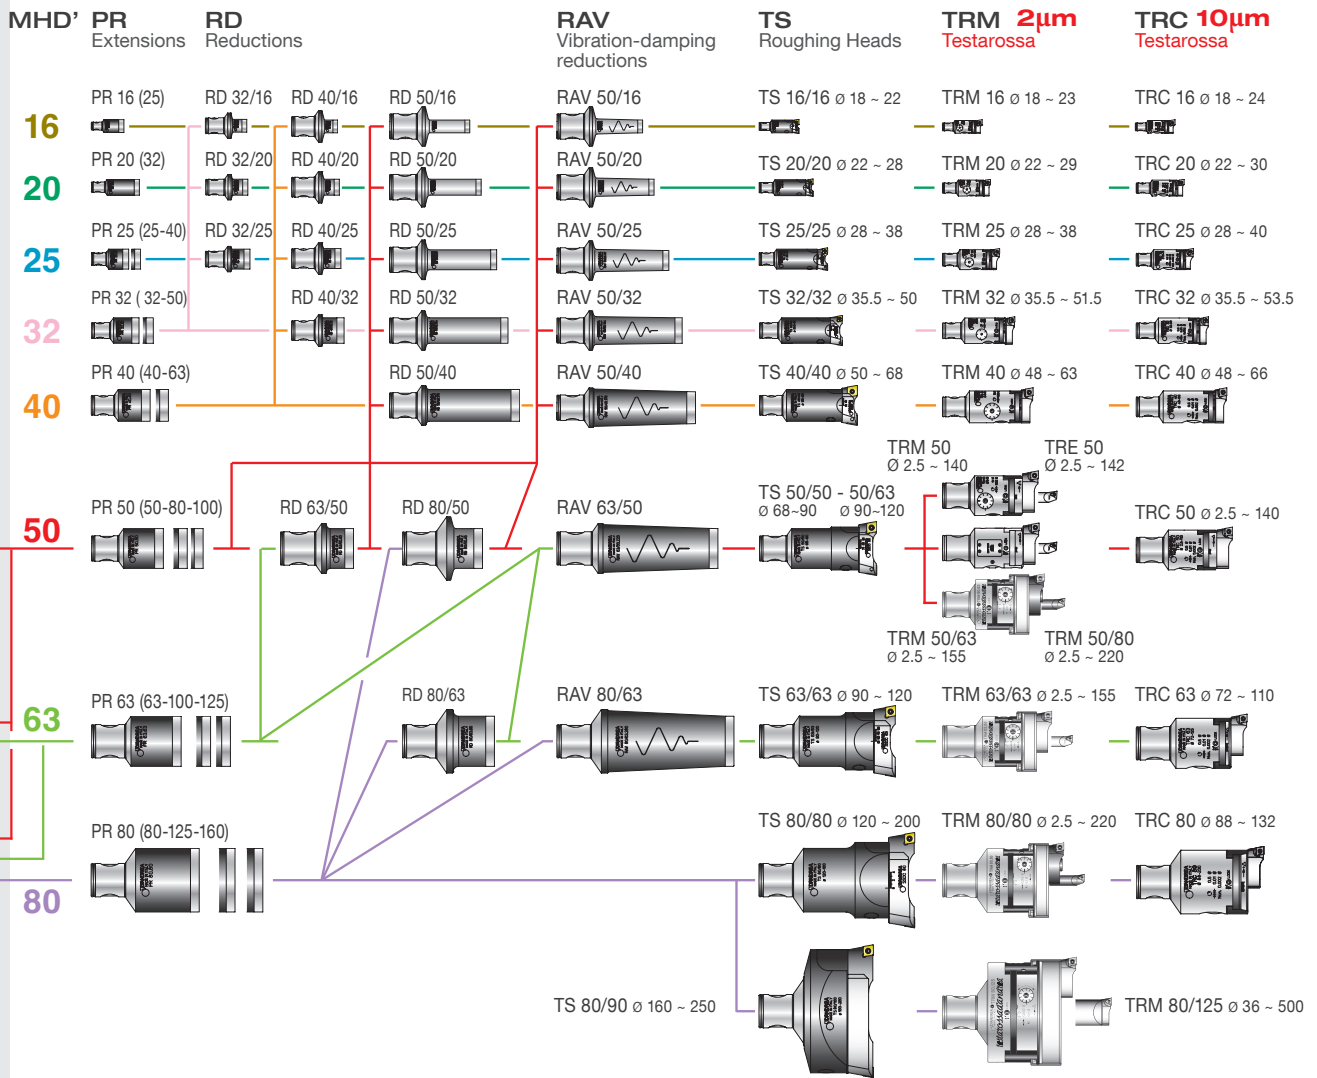 MHD' PR RD RAV TS TRM 2µm TRC 10µm
Extensions Reductions Vibration-damping reductions Roughing Heads Testarossa Testarossa
16 PR 16 (25) RD 32/16 RD 40/16 RD 50/16 RAV 50/16 TS 16/16 Ø 18 ~ 22 TRM 16 Ø 18 ~ 23 TRC 16 Ø 18 ~ 24
20 PR 20 (32) RD 32/20 RD 40/20 RD 50/20 RAV 50/20 TS 20/20 Ø 22 ~ 28 TRM 20 Ø 22 ~ 29 TRC 20 Ø 22 ~ 30
25 PR 25 (25-40) RD 32/25 RD 40/25 RD 50/25 RAV 50/25 TS 25/25 Ø 28 ~ 38 TRM 25 Ø 28 ~ 38 TRC 25 Ø 28 ~ 40
32 PR 32 ( 32-50) RD 40/32 RD 50/32 RAV 50/32 TS 32/32 Ø 35.5 ~ 50 TRM 32 Ø 35.5 ~ 51.5 TRC 32 Ø 35.5 ~ 53.5
40 PR 40 (40-63) RD 50/40 RAV 50/40 TS 40/40 Ø 50 ~ 68 TRM 40 Ø 48 ~ 63 TRC 40 Ø 48 ~ 66
TRM 50 TRE 50
Ø 2.5 ~ 140 Ø 2.5 ~ 142
50 PR 50 (50-80-100) RD 63/50 RD 80/50 RAV 63/50 TS 50/50 - 50/63 TRC 50 Ø 2.5 ~ 140
Ø 68~90 Ø 90~120
TRM 50/63 TRM 50/80
Ø 2.5 ~ 155 Ø 2.5 ~ 220
63 PR 63 (63-100-125) RD 80/63 RAV 80/63 TS 63/63 Ø 90 ~ 120 TRM 63/63 Ø 2.5 ~ 155 TRC 63 Ø 72 ~ 110
80 PR 80 (80-125-160) TS 80/80 Ø 120 ~ 200 TRM 80/80 Ø 2.5 ~ 220 TRC 80 Ø 88 ~ 132
TS 80/90 Ø 160 ~ 250 TRM 80/125 Ø 36 ~ 500